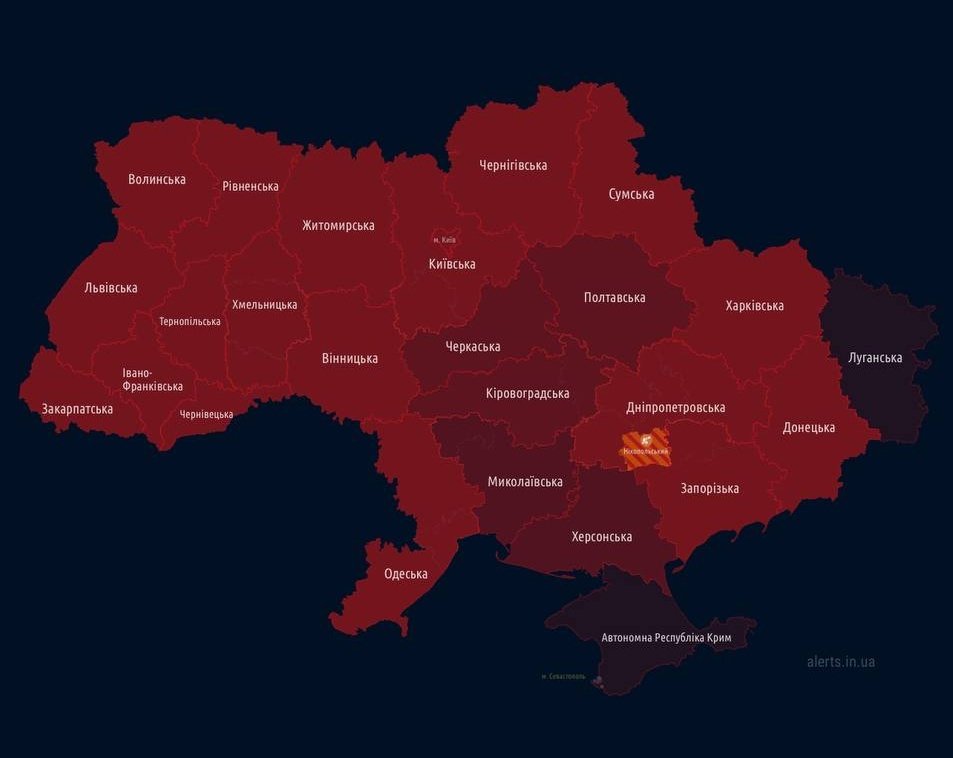 Чернігівська
Волинська
Рівненська
Сумська
Житомирська
м. Київ
Київська
Львівська
Полтавська
Хмельницька
Харківська
Тернопільська
Черкаська
Вінницька
Луганська
Івано-
Франківська
Кіровоградська
Закарпатська
Чернівецька
Дніпропетровська
Донецька
Нікопольський
Миколаївська
Запорізька
Херсонська
Одеська
Автономна Республіка Крим
alerts.in.ua
м. Севастополь